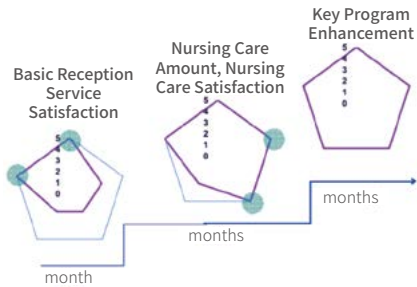 Key Program
Enhancement
5
4
3
2
1
0
Nursing Care
Amount, Nursing
Care Satisfaction
5
4
3
2
1
0
Basic Reception
Service
Satisfaction
5
4
3
2
1
0
months
months
month